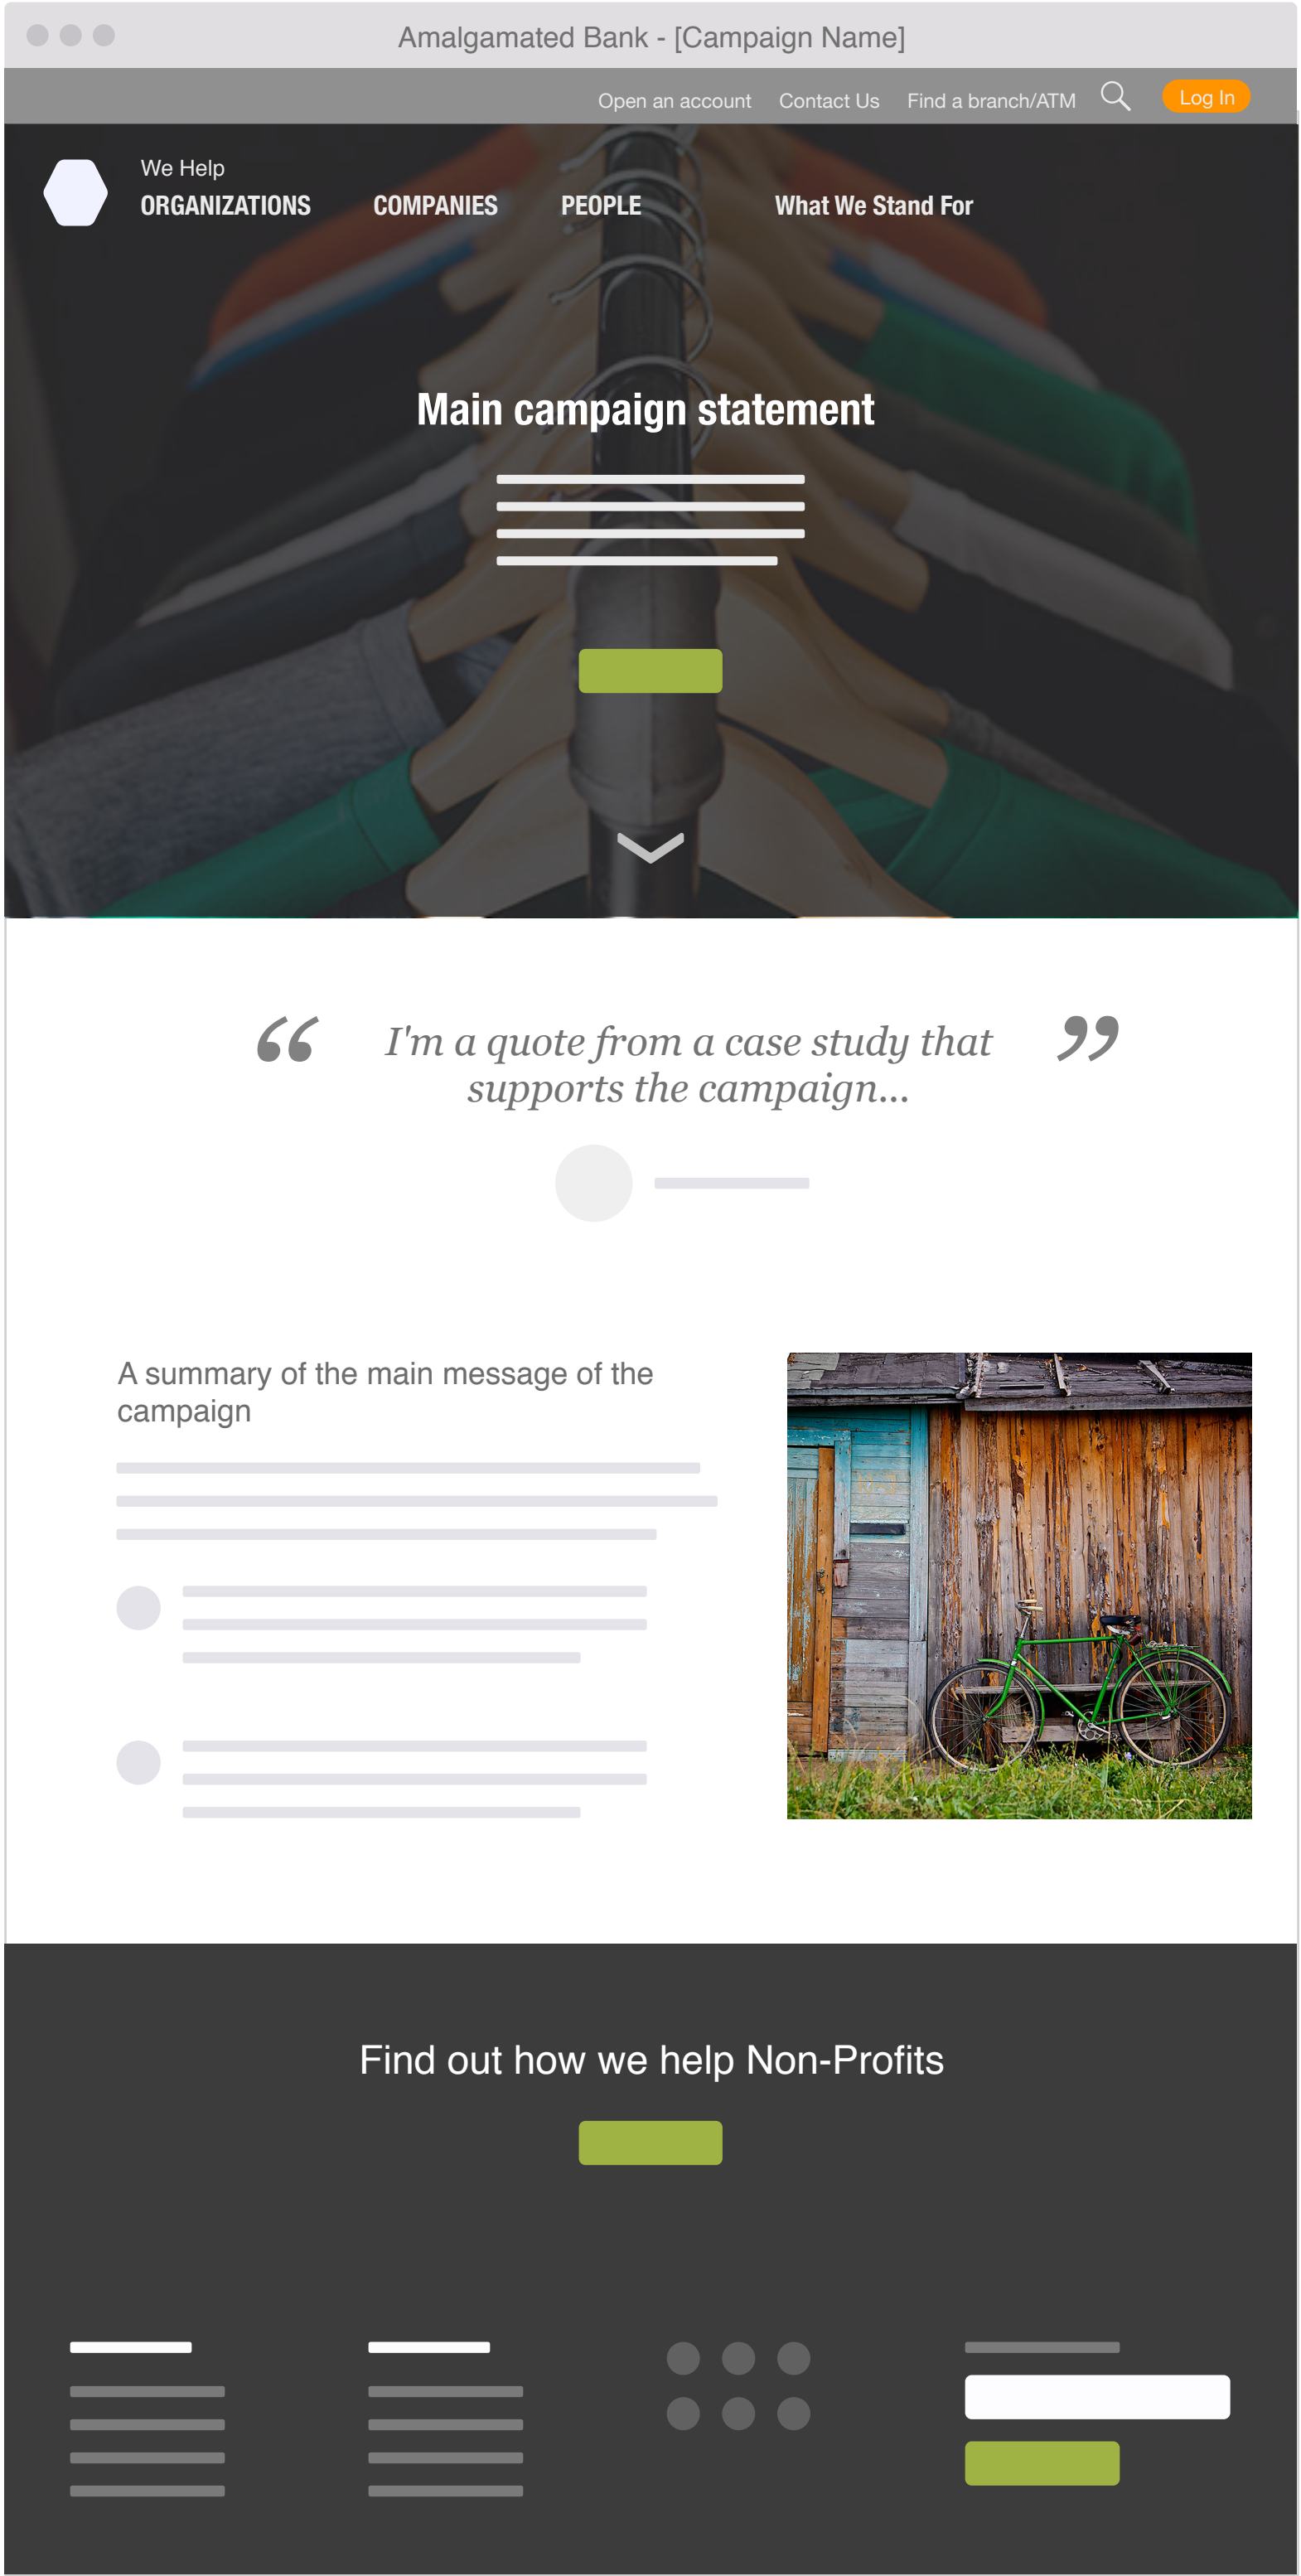 Amalgamated Bank - [Campaign Name]
Open an account Contact Us Find a branch/ATM Log In
We Help
ORGANIZATIONS COMPANIES PEOPLE What We Stand For
Main campaign statement
“ I'm a quote from a case study that ”
supports the campaign...
A summary of the main message of the
campaign
Find out how we help Non-Profits